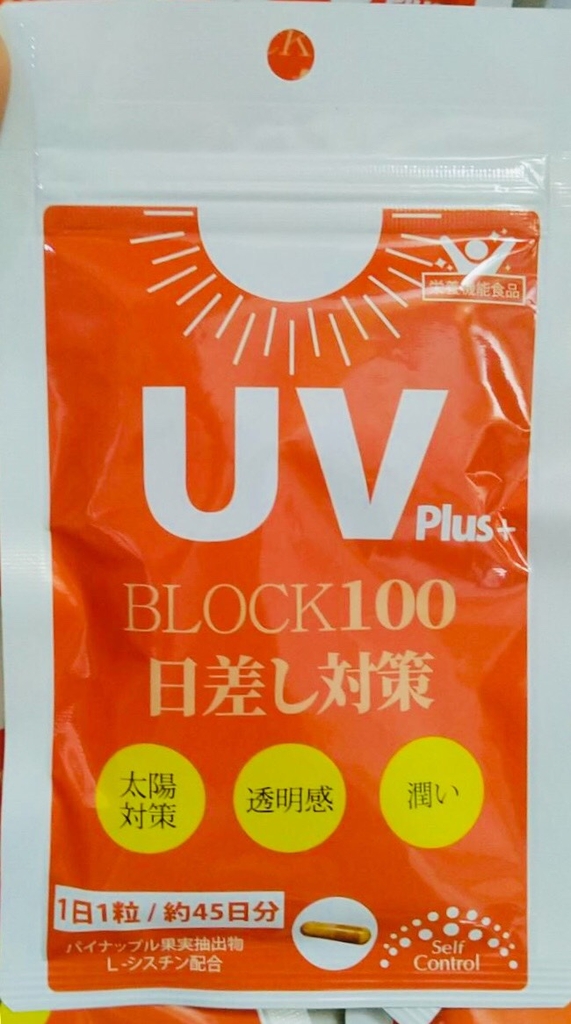 栄養機能食品
UV
Plus+
BLOCK100
日差し対策
太陽
対策
透明感
潤い
1日1粒 / 約45日分
パイナップル果実抽出物
L-シスチン配合
Self
Control